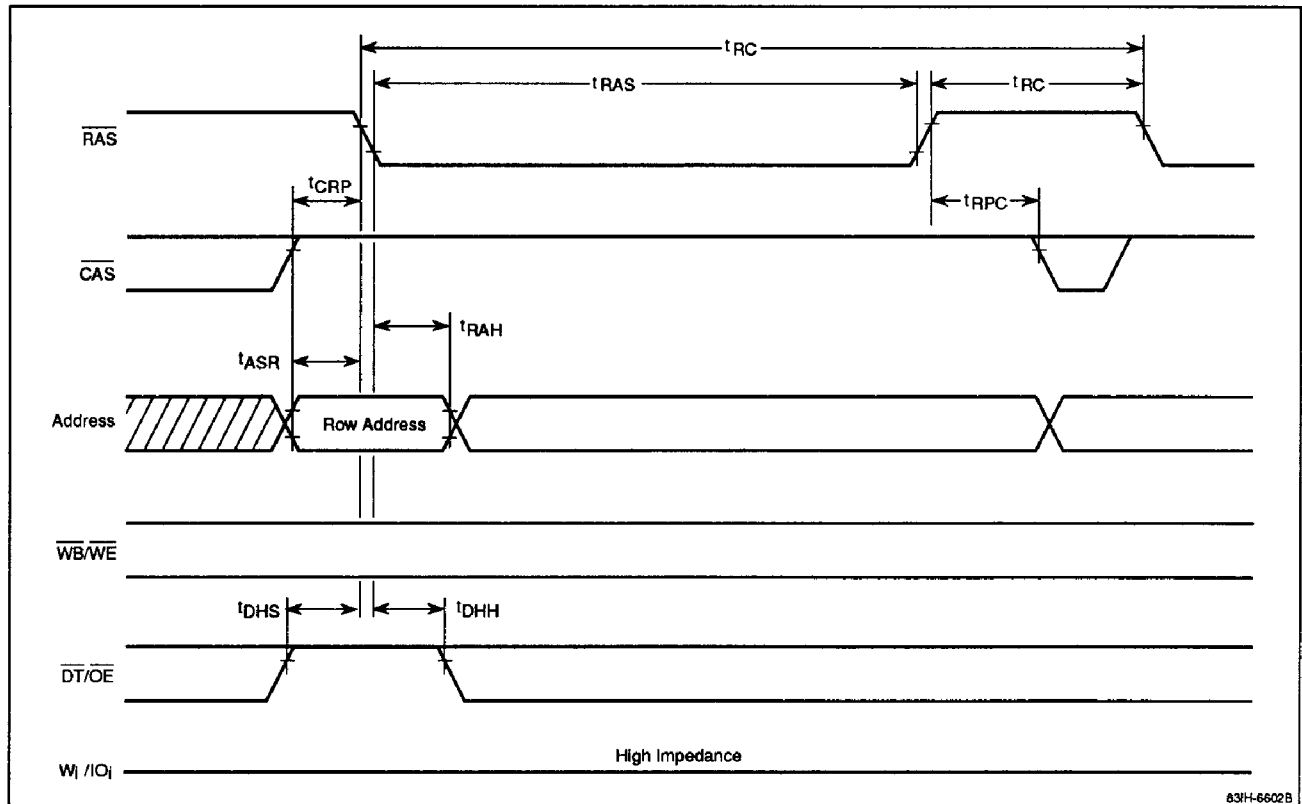 tRC
tRAS
tRC
RAS
tCRP
tRPC
CAS
tRAH
tASR
Address
Row Address
WB/WE
tDHS
tDHH
DT/OE
High Impedance
Wi/IOi
83IH-6602B